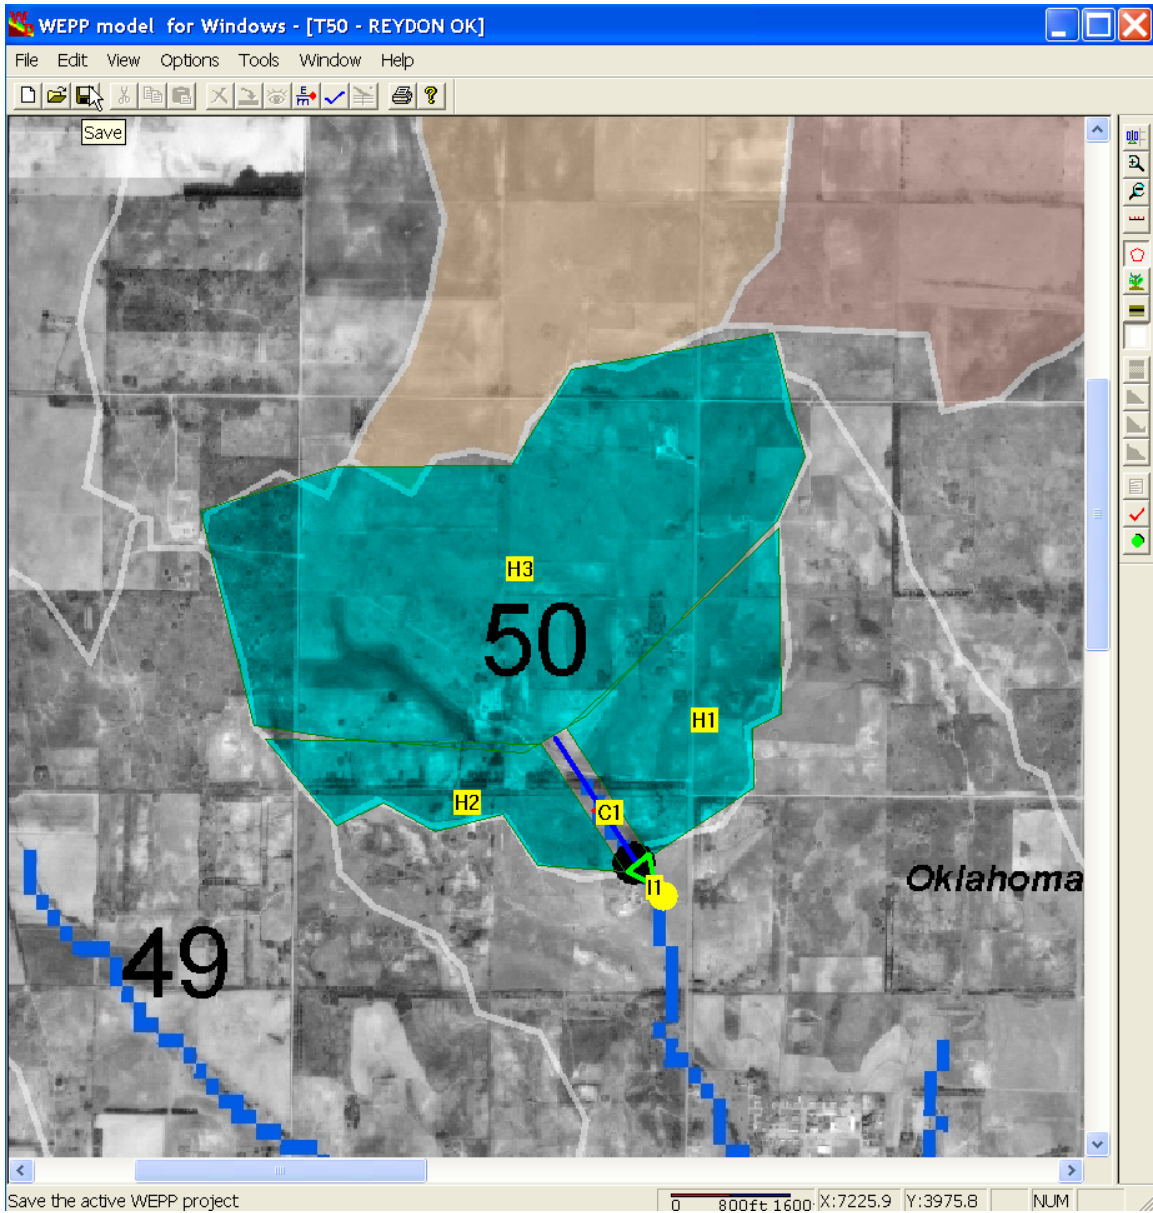 WEPP model for Windows - [T50 - REYDON OK]
File Edit View Options Tools Window Help
Save
H3
50
H1
H2
C1
I1
Oklahoma
49
Save the active WEPP project
0 800ft 1600 X:7225.9 Y:3975.8 NUM